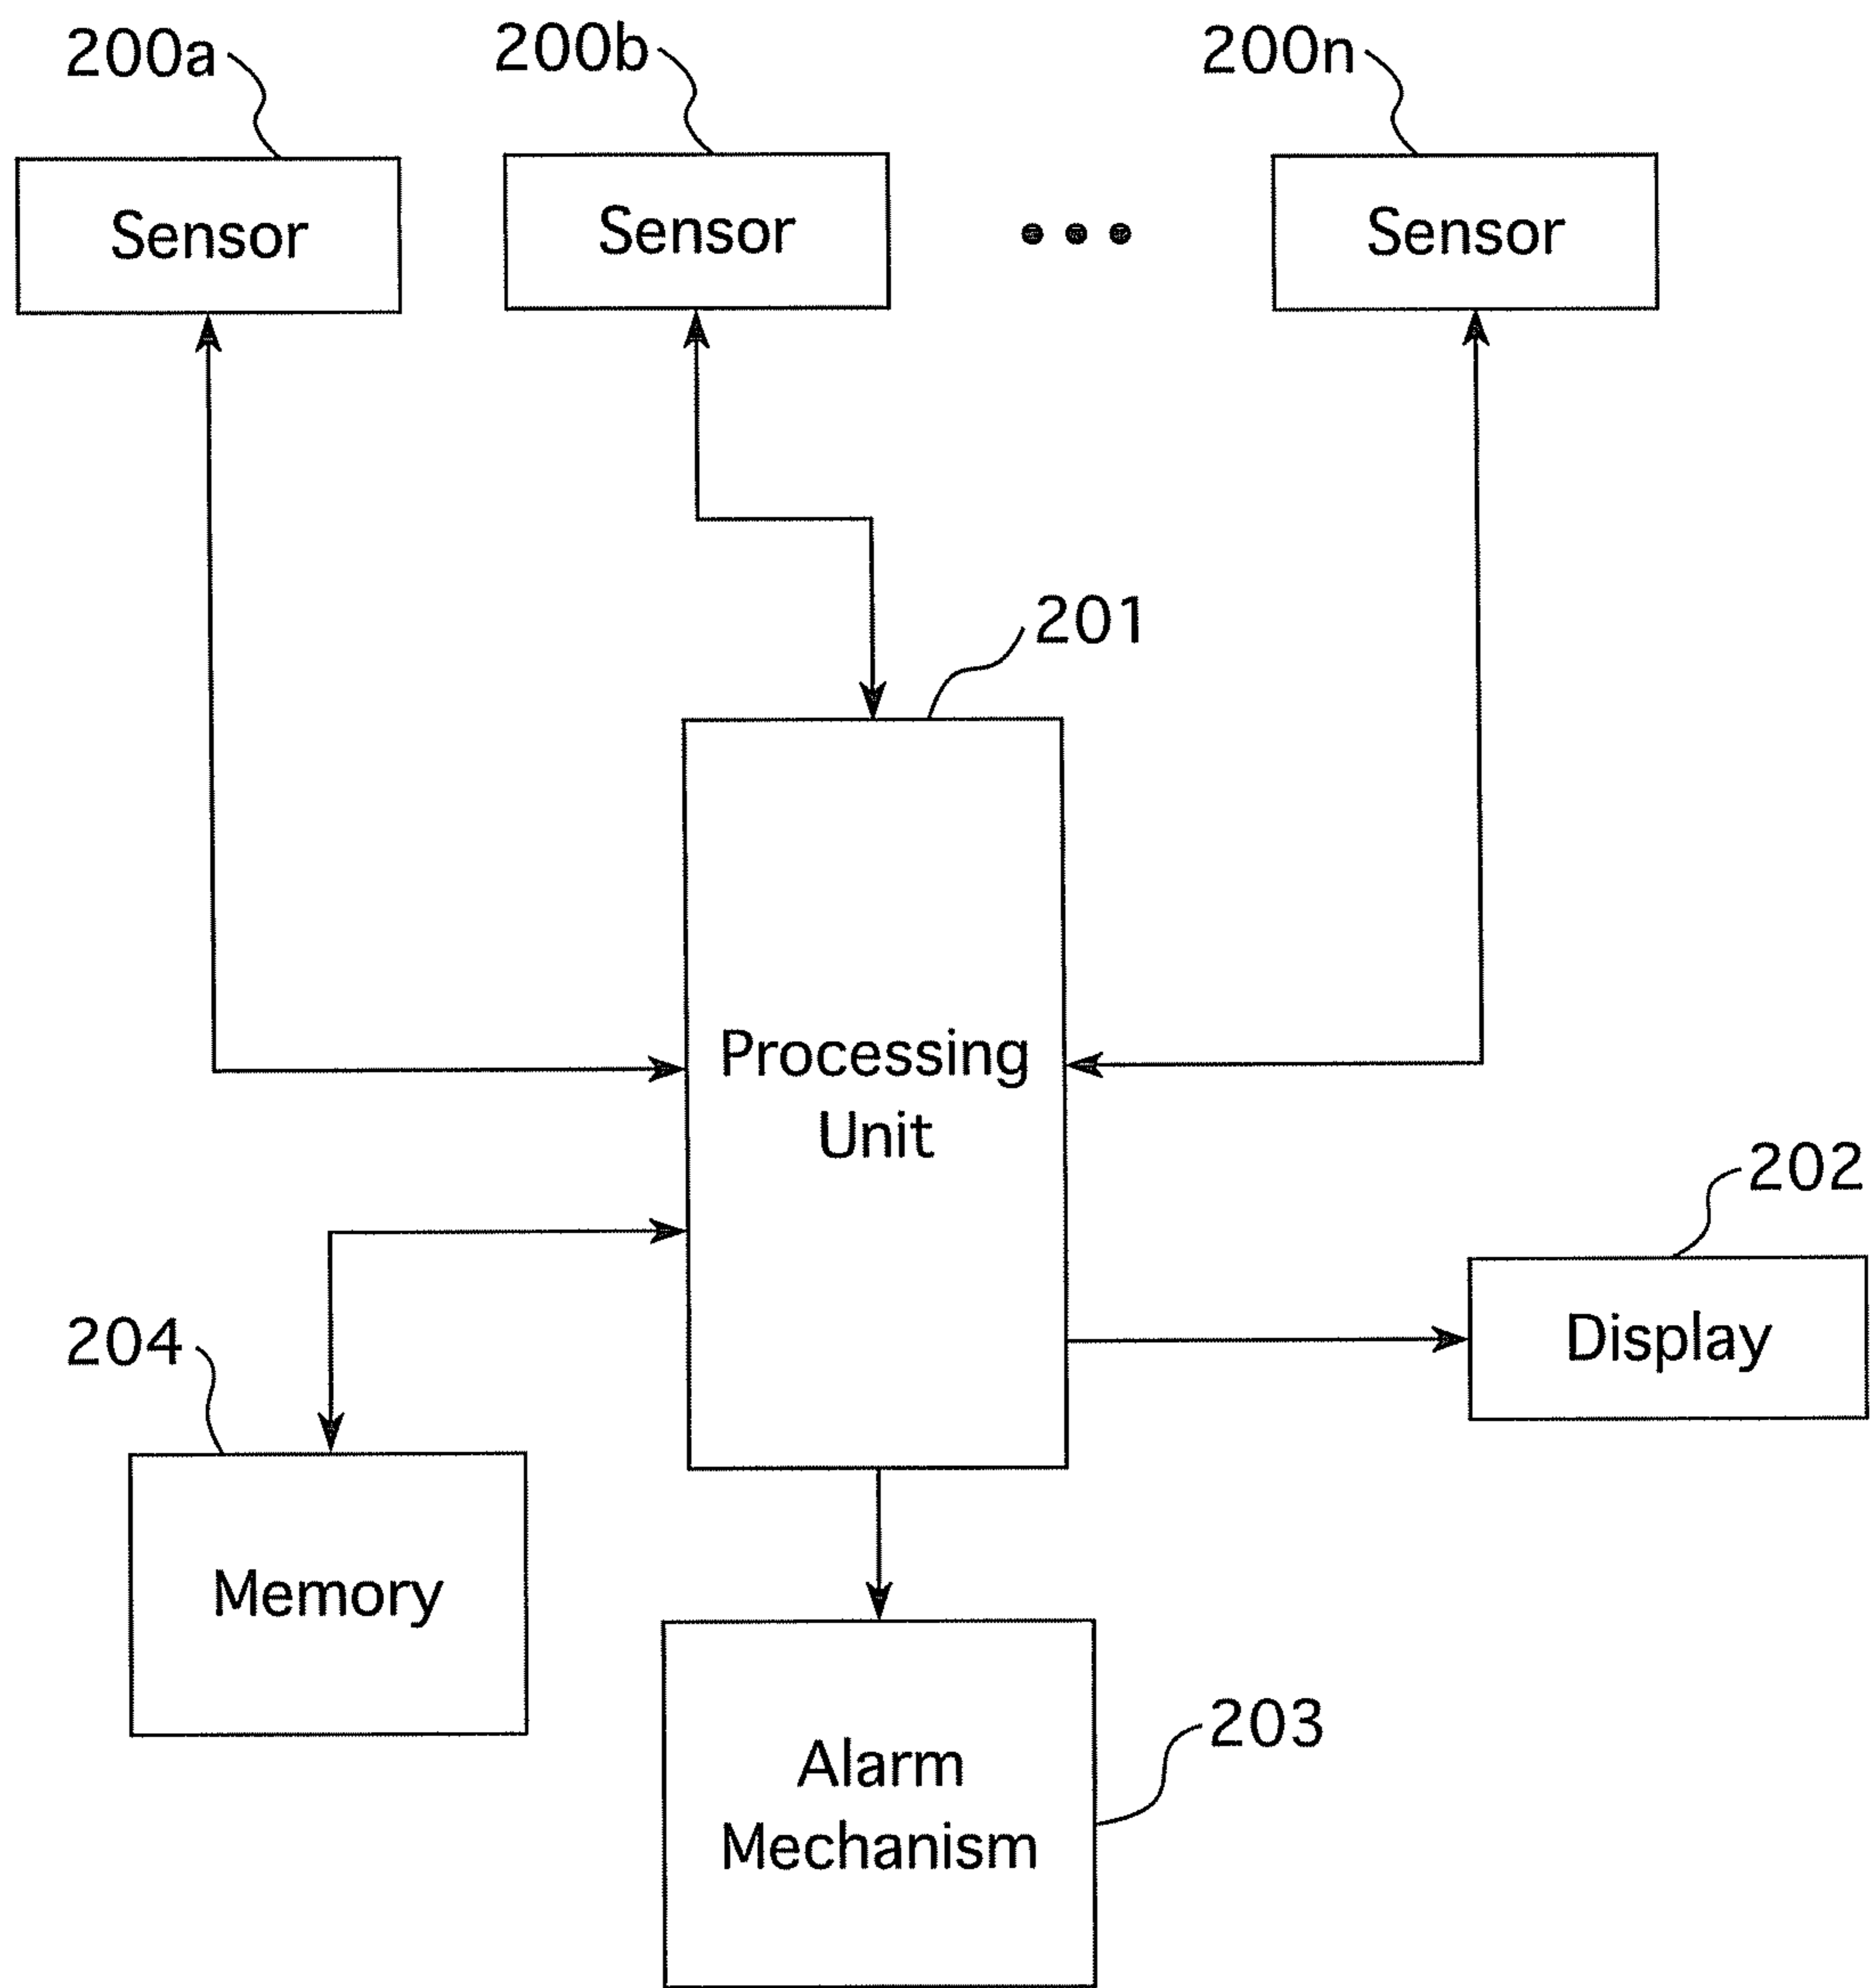 200a
200b
200n
Sensor
Sensor
Sensor
201
Processing
Unit
202
Display
204
Memory
203
Alarm
Mechanism